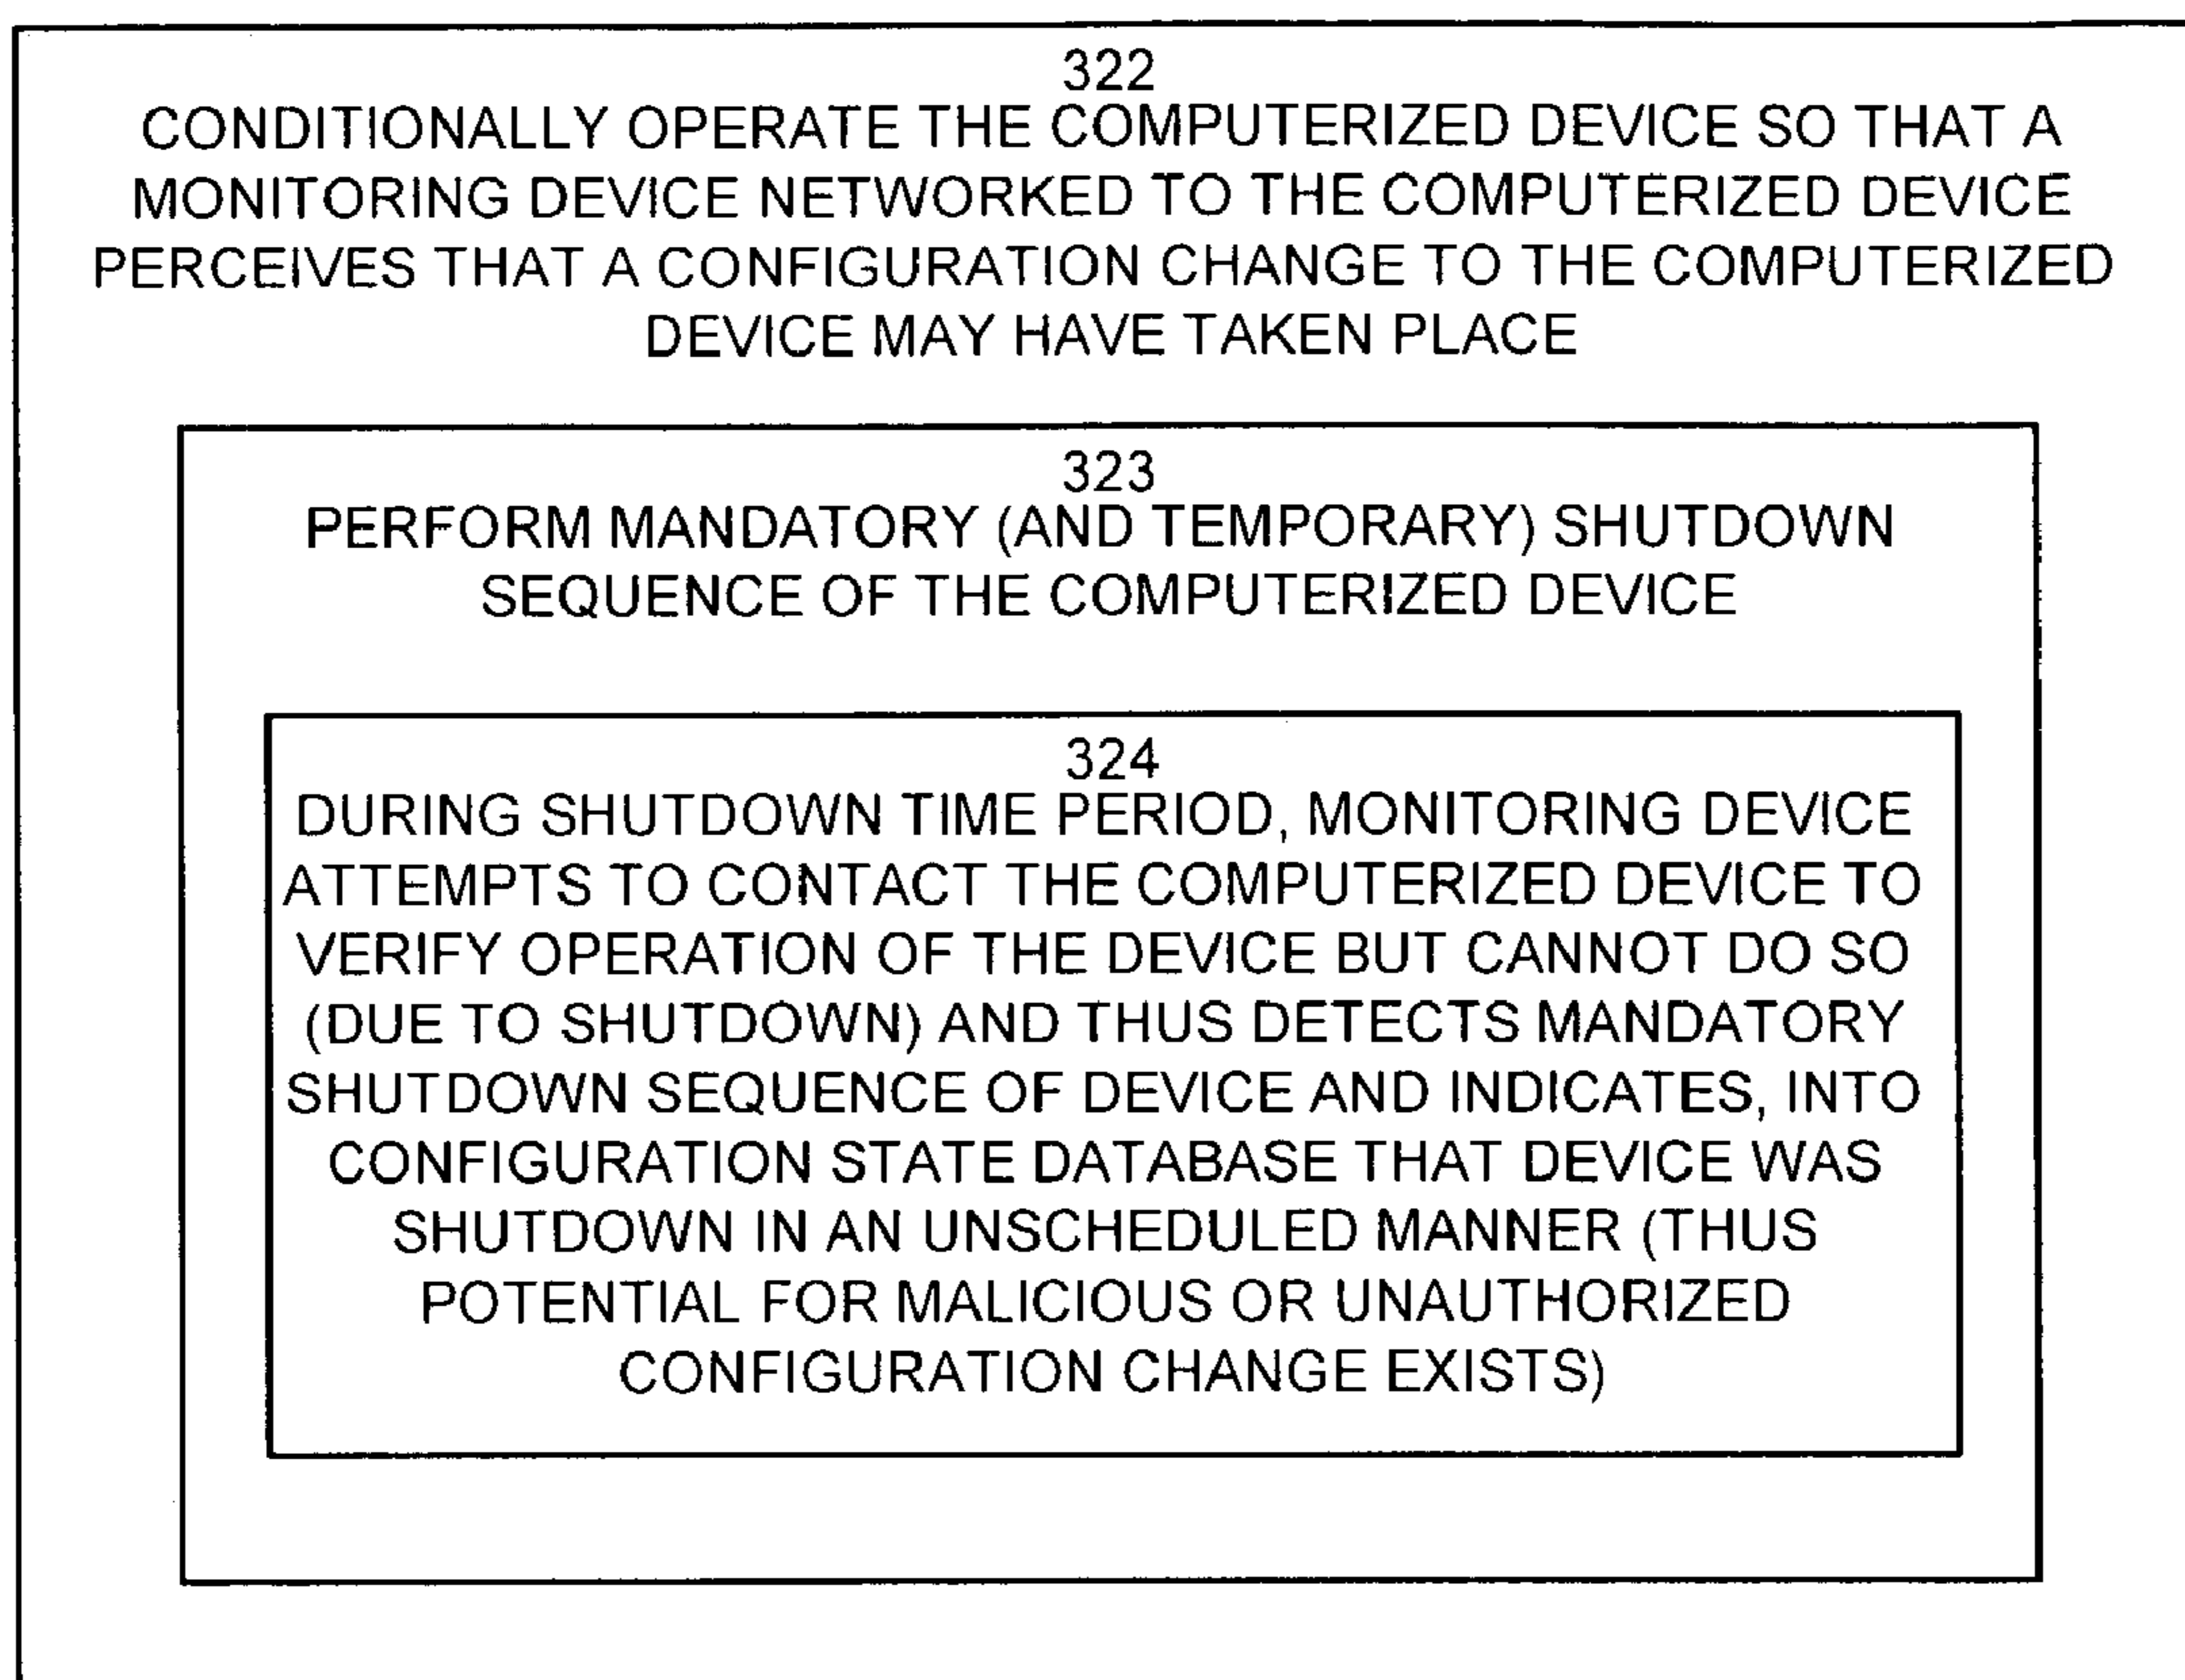 322
CONDITIONALLY OPERATE THE COMPUTERIZED DEVICE SO THAT A
MONITORING DEVICE NETWORKED TO THE COMPUTERIZED DEVICE
PERCEIVES THAT A CONFIGURATION CHANGE TO THE COMPUTERIZED
DEVICE MAY HAVE TAKEN PLACE
323
PERFORM MANDATORY (AND TEMPORARY) SHUTDOWN
SEQUENCE OF THE COMPUTERIZED DEVICE
324
DURING SHUTDOWN TIME PERIOD, MONITORING DEVICE
ATTEMPTS TO CONTACT THE COMPUTERIZED DEVICE TO
VERIFY OPERATION OF THE DEVICE BUT CANNOT DO SO
(DUE TO SHUTDOWN) AND THUS DETECTS MANDATORY
SHUTDOWN SEQUENCE OF DEVICE AND INDICATES, INTO
CONFIGURATION STATE DATABASE THAT DEVICE WAS
SHUTDOWN IN AN UNSCHEDULED MANNER (THUS
POTENTIAL FOR MALICIOUS OR UNAUTHORIZED
CONFIGURATION CHANGE EXISTS)